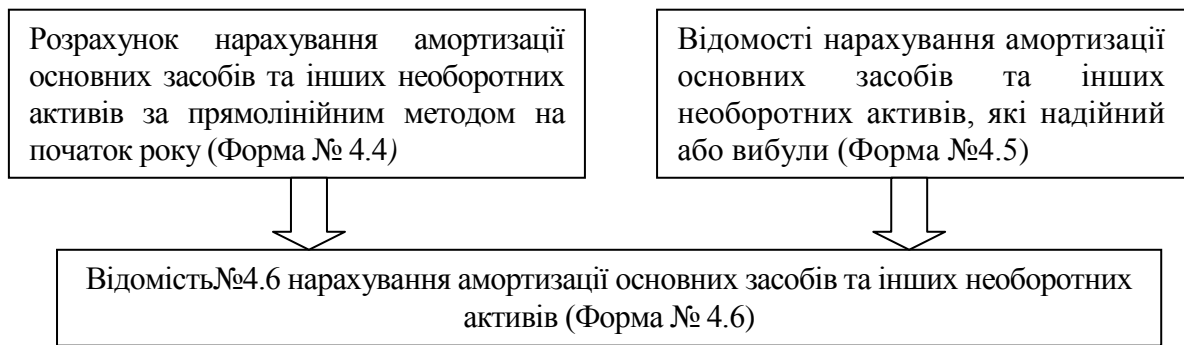 Розрахунок нарахування амортизації
основних засобів та інших необоротних
активів за прямолінійним методом на
початок року (Форма № 4.4)
Відомості нарахування амортизації
основних засобів та інших
необоротних активів, які надійний
або вибули (Форма №4.5)
Відомість№4.6 нарахування амортизації основних засобів та інших необоротних
активів (Форма № 4.6)